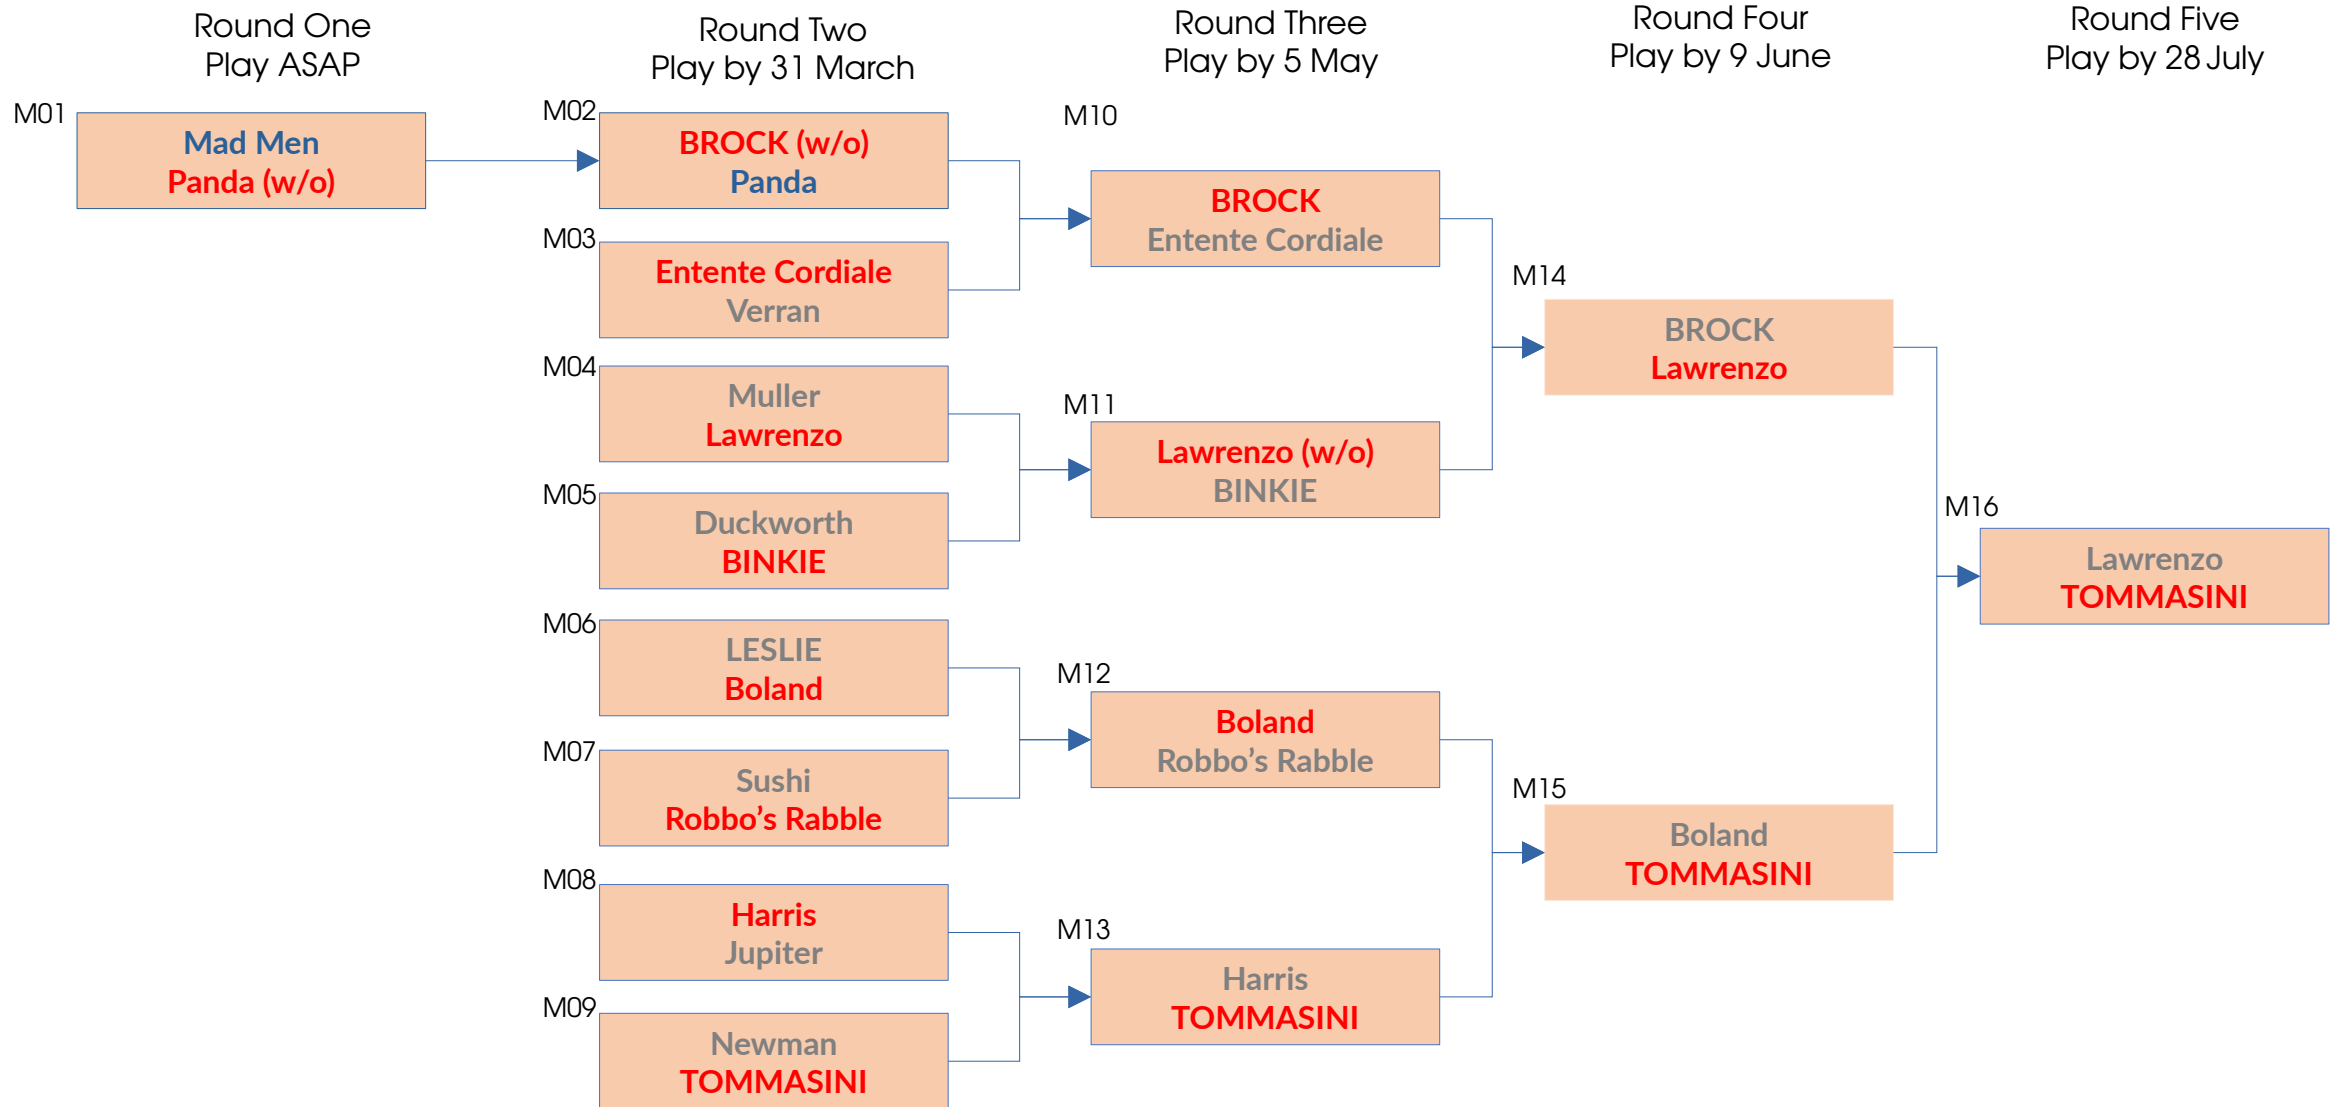 Round One
Play ASAP
Round Two
Play by 31 March
Round Three
Play by 5 May
Round Four
Play by 9 June
Round Five
Play by 28 July
M01
Mad Men
Panda (w/o)
M02
BROCK (w/o)
Panda
M03
Entente Cordiale
Verran
M04
Muller
Lawrenzo
M05
Duckworth
BINKIE
M06
LESLIE
Boland
M07
Sushi
Robbo’s Rabble
M08
Harris
Jupiter
M09
Newman
TOMMASINI
M10
BROCK
Entente Cordiale
M11
Lawrenzo (w/o)
BINKIE
M12
Boland
Robbo’s Rabble
M13
Harris
TOMMASINI
M14
BROCK
Lawrenzo
M15
Boland
TOMMASINI
M16
Lawrenzo
TOMMASINI